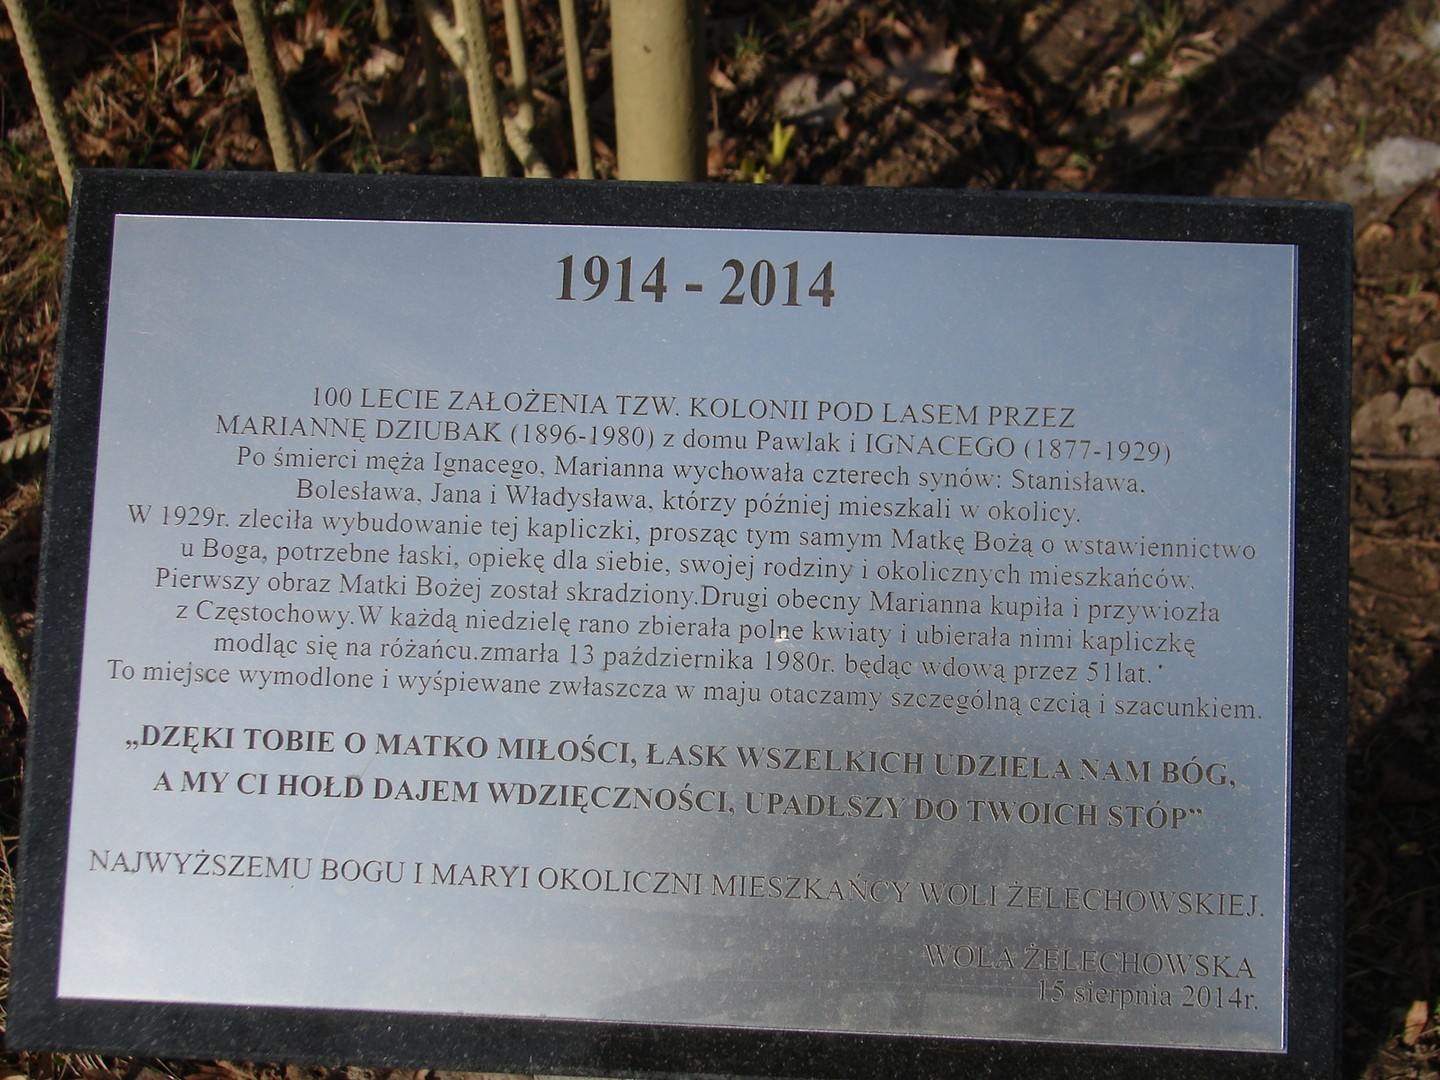 1914 - 2014
100 LECIE ZAŁOŻENIA TZW. KOLONII POD LASEM PRZEZ
MARIANNĘ DZIUBAK (1896-1980) z domu Pawlak i IGNACEGO (1877-1929)
Po śmierci męża Ignacego, Marianna wychowała czterech synów: Stanisława.
Bolesława, Jana i Władysława, którzy później mieszkali w okolicy.
W 1929r. zleciła wybudowanie tej kapliczki, prosząc tym samym Matkę Bożą o wstawiennictwo
u Boga, potrzebne łaski, opiekę dla siebie, swojej rodziny i okolicznych mieszkańców.
Pierwszy obraz Matki Bożej został skradziony.Drugi obecny Marianna kupiła i przywiozła
z Częstochowy.W każdą niedzielę rano zbierała polne kwiaty i ubierała nimi kapliczkę
modląc się na różańcu.zmarła 13 października 1980r. będąc wdową przez 51lat.
To miejsce wymodlone i wyśpiewane zwłaszcza w maju otaczamy szczególną czcią i szacunkiem.
„DZĘKI TOBIE O MATKO MIŁOŚCI, ŁASK WSZELKICH UDZIELA NAM BÓG,
A MY CI HOŁD DAJEM WDZIĘCZNOŚCI, UPADŁSZY DO TWOICH STÓP”
NAJWYŻSZEMU BOGU I MARYI OKOLICZNI MIESZKAŃCY WOLI ŻELECHOWSKIEJ.
WOLA ŻELECHOWSKA
15 sierpnia 2014r.